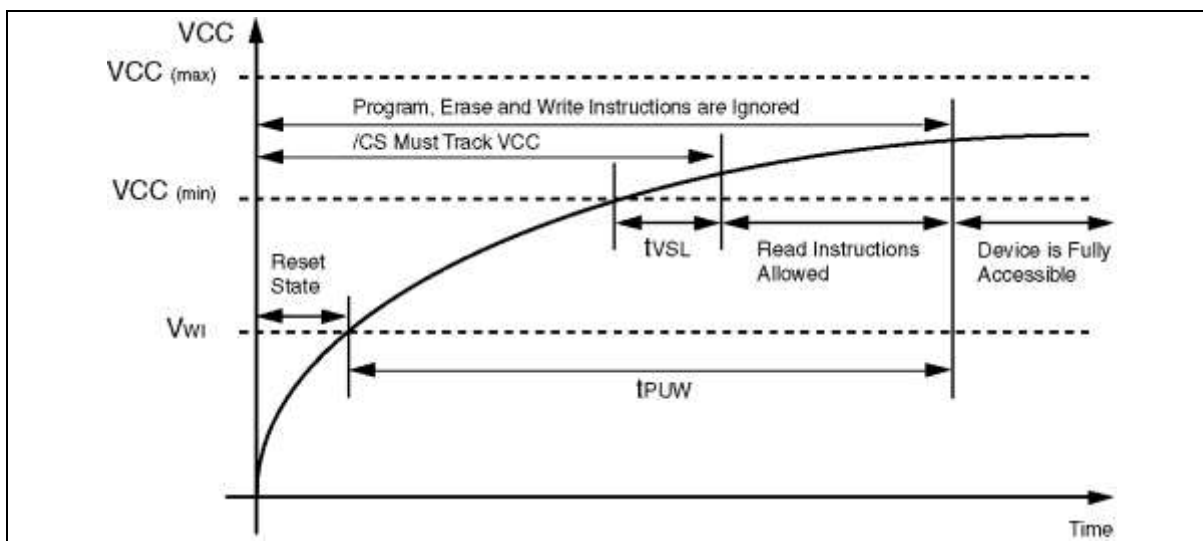 VCC
VCC (max)
Program, Erase and Write Instructions are Ignored
/CS Must Track VCC
VCC (min)
tVSL
Read Instructions
Allowed
Device is Fully
Accessible
Reset
State
VWI
tPUW
Time